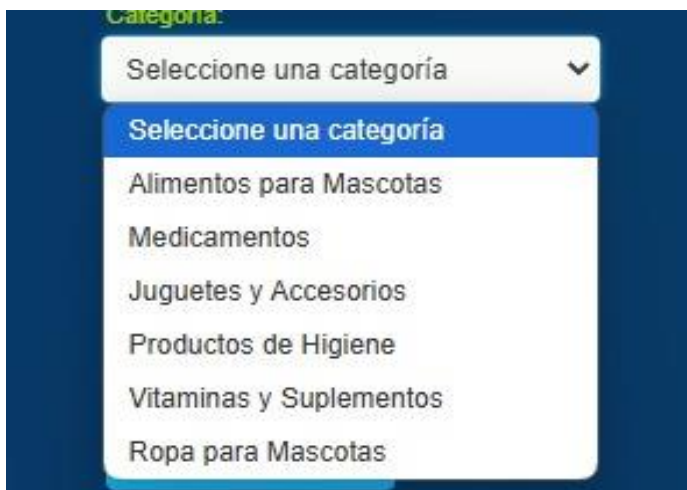 Categoría:
Seleccione una categoría
Seleccione una categoría
Alimentos para Mascotas
Medicamentos
Juguetes y Accesorios
Productos de Higiene
Vitaminas y Suplementos
Ropa para Mascotas